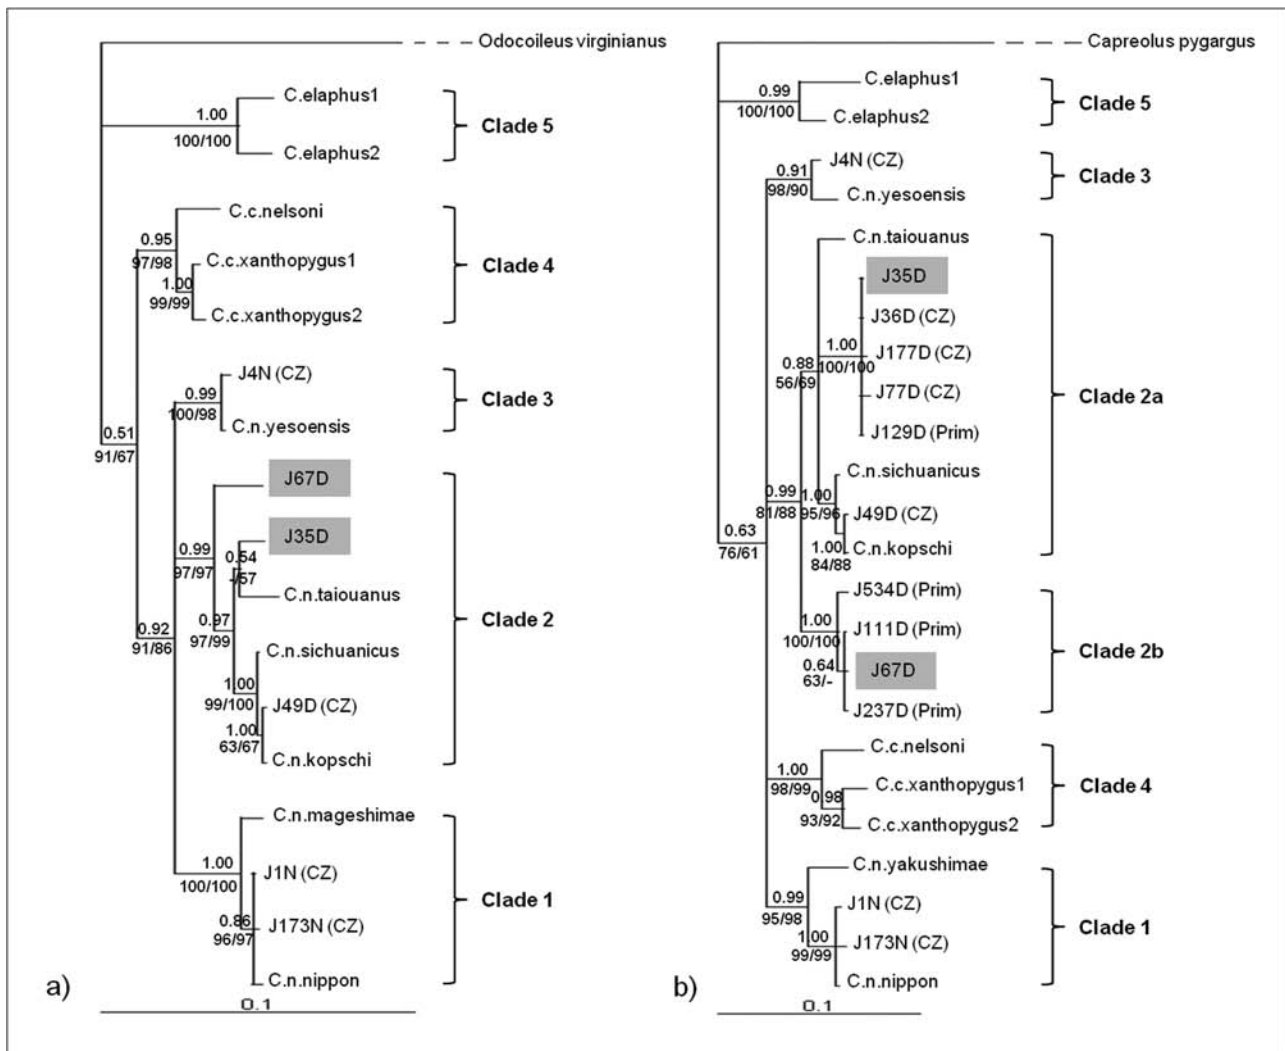 Odocoileus virginianus
C.elaphus1
1.00
Clade 5
100/100
C.elaphus2
C.c.nelsoni
0.95
97/98
C.c.xanthopygus1
Clade 4
1.00
99/99
C.c.xanthopygus2
J4N (CZ)
0.99
100/98
Clade 3
C.n.yesoensis
0.51
91/67
J67D
J35D
0.99
97/97
0.54
-/57
C.n.taiouanus
0.97
97/99
Clade 2
0.92
91/86
C.n.sichuanicus
1.00
99/100
J49D (CZ)
1.00
63/67
C.n.kopschi
C.n.mageshimae
1.00
100/100
J1N (CZ)
Clade 1
0.86
96/97
J173N (CZ)
C.n.nippon
a)
0.1
Capreolus pygargus
C.elaphus1
0.99
100/100
Clade 5
C.elaphus2
J4N (CZ)
0.91
98/90
Clade 3
C.n.yesoensis
C.n.taiouanus
J35D
J36D (CZ)
1.00
100/100
J177D (CZ)
0.88
56/69
J77D (CZ)
Clade 2a
J129D (Prim)
C.n.sichuanicus
0.99
81/88
1.00
95/96
J49D (CZ)
0.63
76/61
1.00
84/88
C.n.kopschi
J534D (Prim)
1.00
100/100
J111D (Prim)
Clade 2b
0.64
63/-
J67D
J237D (Prim)
C.c.nelsoni
1.00
98/99
C.c.xanthopygus1
Clade 4
0.98
93/92
C.c.xanthopygus2
C.n.yakushimae
0.99
95/98
J1N (CZ)
Clade 1
1.00
99/99
J173N (CZ)
C.n.nippon
b)
0.1